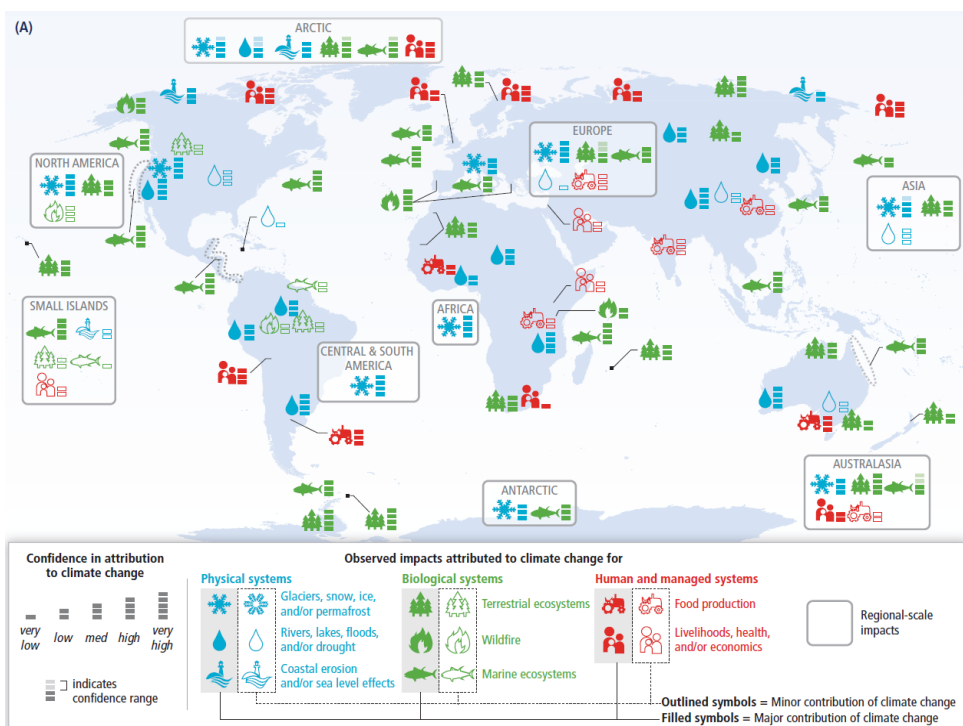 (A)
ARCTIC
EUROPE
NORTH AMERICA
ASIA
SMALL ISLANDS
AFRICA
CENTRAL & SOUTH
AMERICA
AUSTRALASIA
ANTARCTIC
Confidence in attribution
to climate change
very
low
low
med
high
very
high
indicates
confidence range
Observed impacts attributed to climate change for
Physical systems
Glaciers, snow, ice,
and/or permafrost
Rivers, lakes, floods,
and/or drought
Coastal erosion
and/or sea level effects
Biological systems
Terrestrial ecosystems
Wildfire
Marine ecosystems
Human and managed systems
Food production
Livelihoods, health,
and/or economics
Regional-scale
impacts
Outlined symbols = Minor contribution of climate change
Filled symbols = Major contribution of climate change